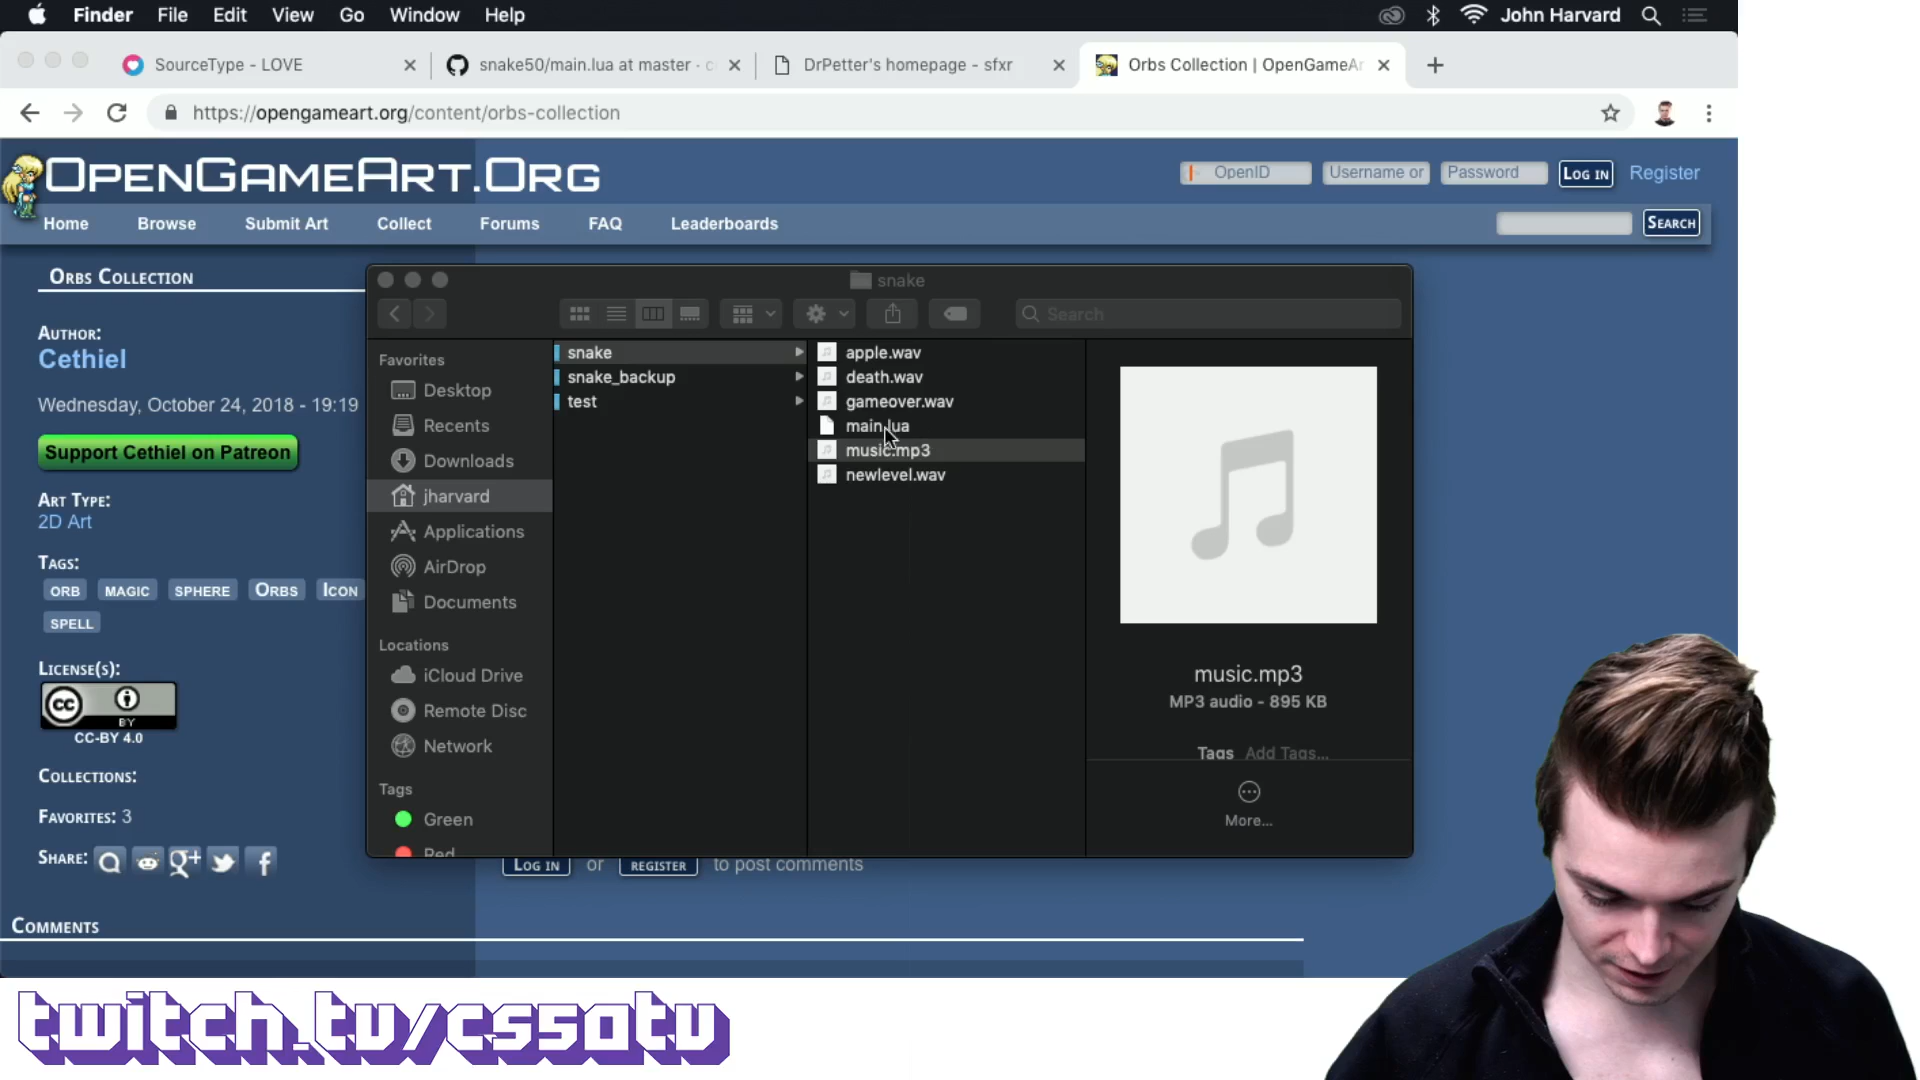 Finder File Edit View Go Window Help John Harvard
SourceType - LOVE snake50/main.lua at master · c DrPetter's homepage - sfxr Orbs Collection | OpenGameAr
https://opengameart.org/content/orbs-collection
OpenGameArt.Org
OpenID Username or Password Log in Register
Home Browse Submit Art Collect Forums FAQ Leaderboards Search
Orbs Collection
Author:
Cethiel
Wednesday, October 24, 2018 - 19:19
Support Cethiel on Patreon
Art Type:
2D Art
Tags:
orb magic sphere Orbs Icon
spell
License(s):
CC BY
CC-BY 4.0
Collections:
Favorites: 3
Share:
Comments
snake
Search
Favorites
Desktop
Recents
Downloads
jharvard
Applications
AirDrop
Documents
Locations
iCloud Drive
Remote Disc
Network
Tags
Green
Red
snake
snake_backup
test
apple.wav
death.wav
gameover.wav
main.lua
music.mp3
newlevel.wav
music.mp3
MP3 audio - 895 KB
Tags Add Tags...
More...
Log in or register to post comments
twitch.tv/cs50tv